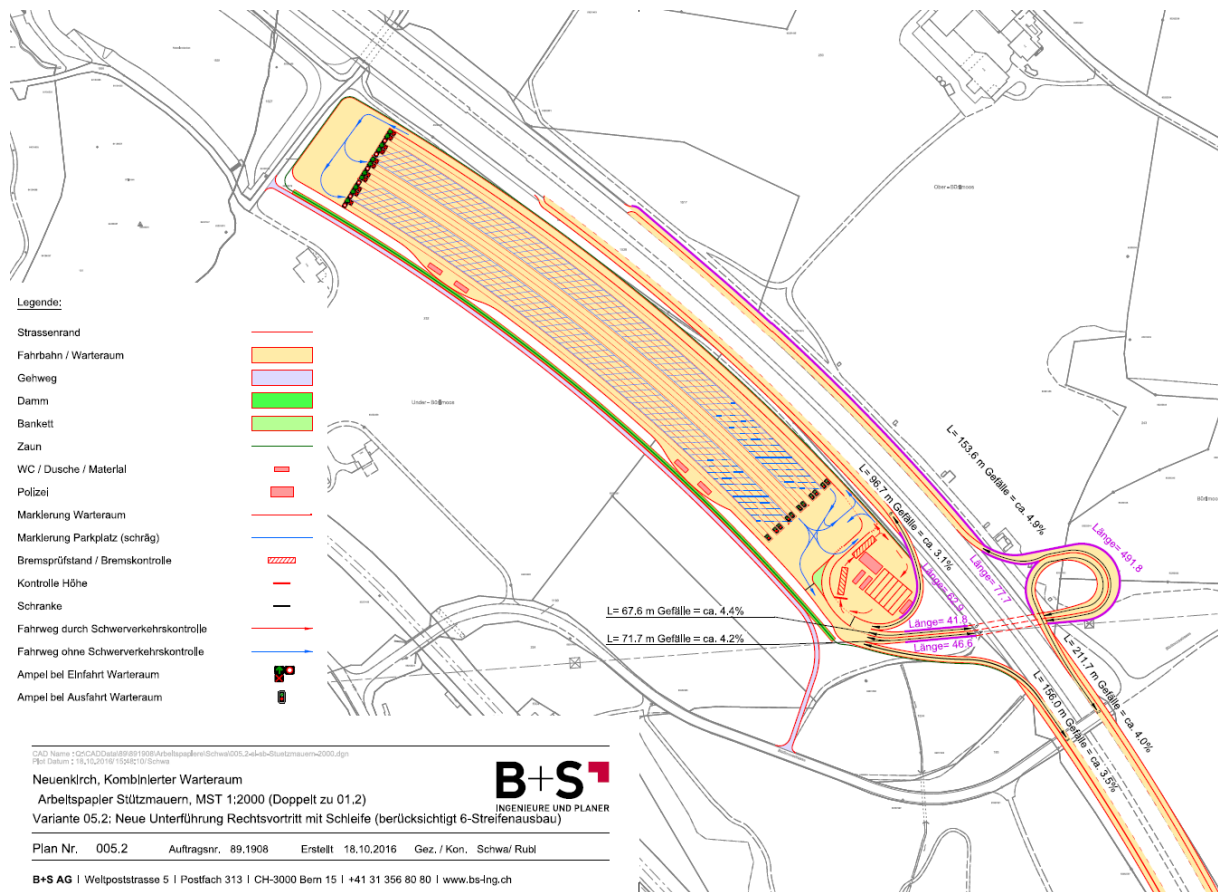 Ober-
Under-
L= 153.6 m Gefälle = ca. 4.9%
L= 96.7 m Gefälle = ca. 3.1%
Länge= 491.8
Länge= 77.7
Länge= 62.9
Länge= 41.8
Länge= 46.6
L= 67.6 m Gefälle = ca. 4.4%
L= 71.7 m Gefälle = ca. 4.2%
L= 211.7 m Gefälle = ca. 4.0%
L= 156.0 m Gefälle = ca. 3.5%
Legende:
Strassenrand
Fahrbahn / Warteraum
Gehweg
Damm
Bankett
Zaun
WC / Dusche / Material
Polizei
Markierung Warteraum
Markierung Parkplatz (schräg)
Bremsprüfstand / Bremskontrolle
Kontrolle Höhe
Schranke
Fahrweg durch Schwerverkehrskontrolle
Fahrweg ohne Schwerverkehrskontrolle
Ampel bei Einfahrt Warteraum
Ampel bei Ausfahrt Warteraum
CAD Name :
Plot Datum :
Neuenkirch, Kombinierter Warteraum
Arbeitspapier Stützmauern, MST 1:2000 (Doppelt zu 01.2)
Variante 05.2: Neue Unterführung Rechtsvortritt mit Schleife (berücksichtigt 6-Streifenausbau)
B+S
INGENIEURE UND PLANER
Plan Nr. 005.2 Auftragsnr. 89.1908 Erstellt 18.10.2016 Gez. / Kon. Schwa/ Rubi
B+S AG | Weltpoststrasse 5 | Postfach 313 | CH-3000 Bern 15 | +41 31 356 80 80 | www.bs-ing.ch